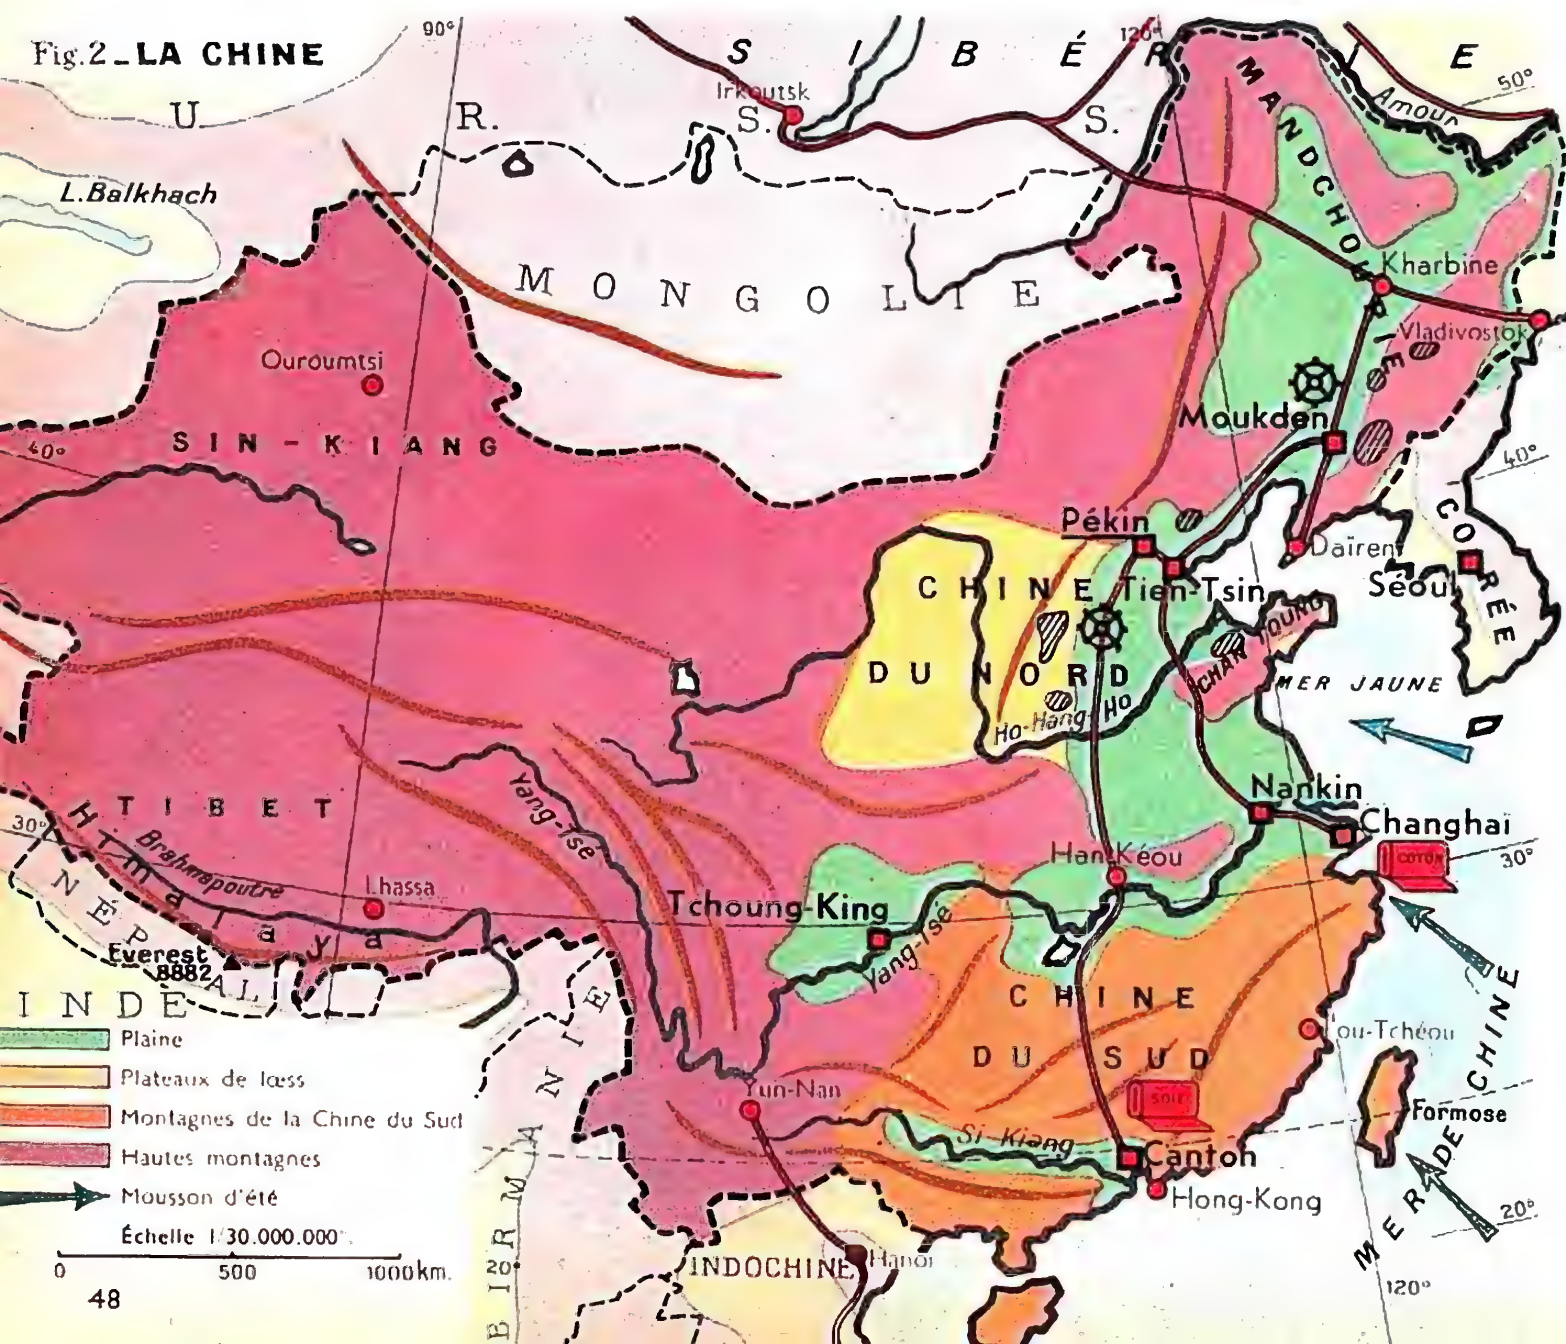 Fig.2_LA CHINE
90°
120°
SIBÉRIE
50°
U.R.S.S.
Irkoutsk
Amour
MANDCHOURIE
L.Balkhach
MONGOLIE
Kharbine
Vladivostok
Ouroumtsi
SIN-KIANG
40°
Moukden
40°
Pékin
Dairen
CORÉE
Séoul
Tien-Tsin
CHINE
DU NORD
CHAN TOUNG
MER JAUNE
Ho-Hang-Ho
Nankin
Changhaï
COTON
30°
TIBET
Himalaya
Brahmapoutre
Yang-Tsé
30°
Lhassa
NÉPAL
Everest
8882
Han-Kéou
Tchoung-King
Yang-Tsé
INDE
CHINE
DU SUD
SOIE
Fou-Tchéou
MER DE CHINE
Formose
Yun-Nan
Si-Kiang
Canton
Hong-Kong
BIRMANIE
20°
20°
INDOCHINE
Hanoï
120°
Plaine
Plateaux de lœss
Montagnes de la Chine du Sud
Hautes montagnes
Mousson d'été
Échelle 1/30.000.000
0 500 1000km.
48